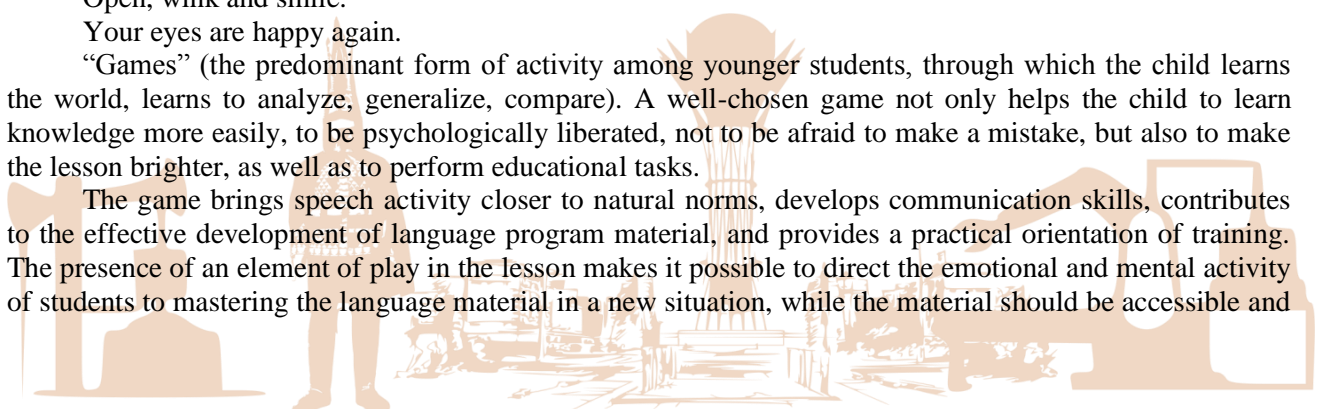 Open, wink and smile.
Your eyes are happy again.
“Games” (the predominant form of activity among younger students, through which the child learns
the world, learns to analyze, generalize, compare). A well-chosen game not only helps the child to learn
knowledge more easily, to be psychologically liberated, not to be afraid to make a mistake, but also to make
the lesson brighter, as well as to perform educational tasks.
The game brings speech activity closer to natural norms, develops communication skills, contributes
to the effective development of language program material, and provides a practical orientation of training.
The presence of an element of play in the lesson makes it possible to direct the emotional and mental activity
of students to mastering the language material in a new situation, while the material should be accessible and